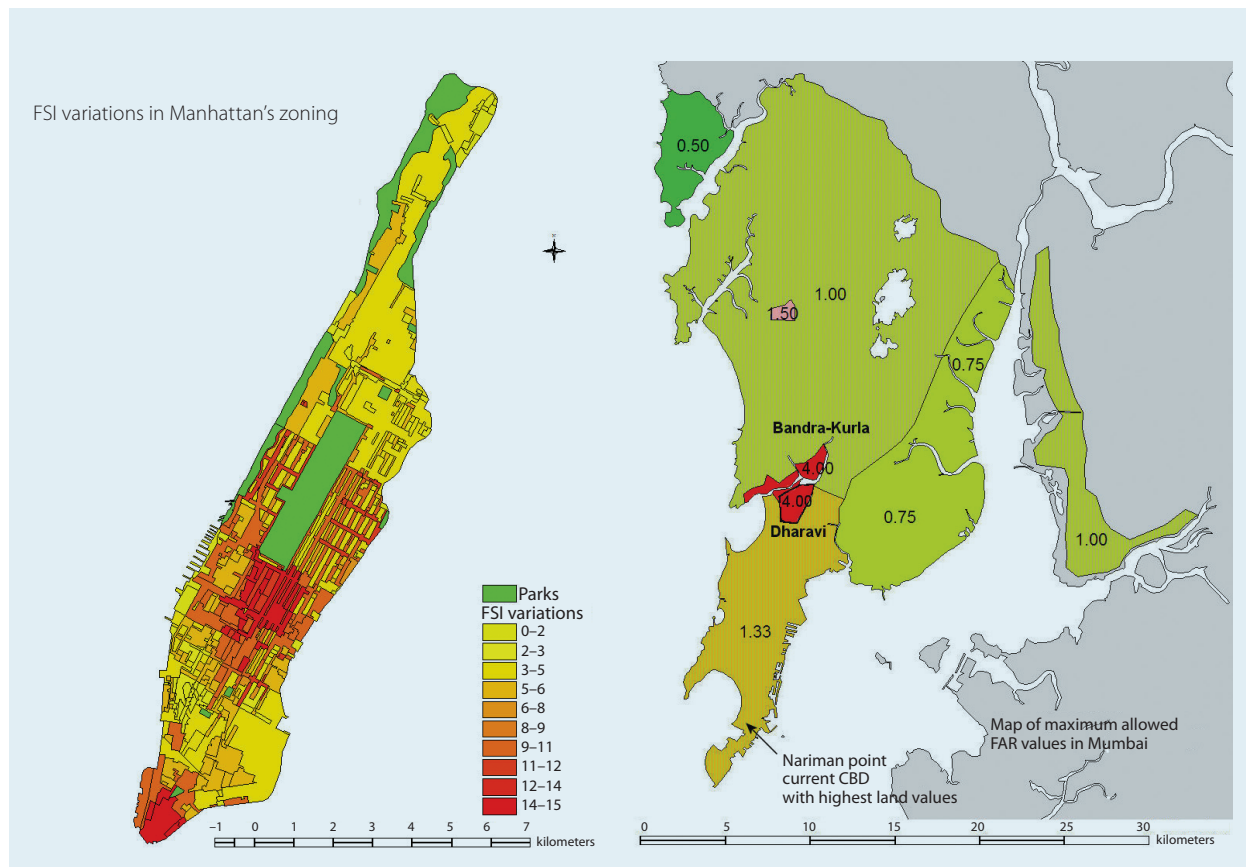 FSI variations in Manhattan's zoning
Parks
FSI variations
0–2
2–3
3–5
5–6
6–8
8–9
9–11
11–12
12–14
14–15
–1 0 1 2 3 4 5 6 7
kilometers
0.50
1.00
1.50
0.75
Bandra-Kurla
4.00
4.00
Dharavi
0.75
1.00
1.33
Nariman point
current CBD
with highest land values
Map of maximum allowed
FAR values in Mumbai
0 5 10 15 20 25 30
kilometers